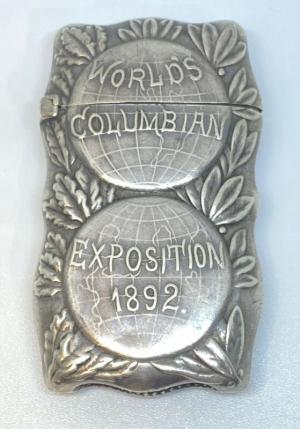 WORLD'S
COLUMBIAN
EXPOSITION
1892.